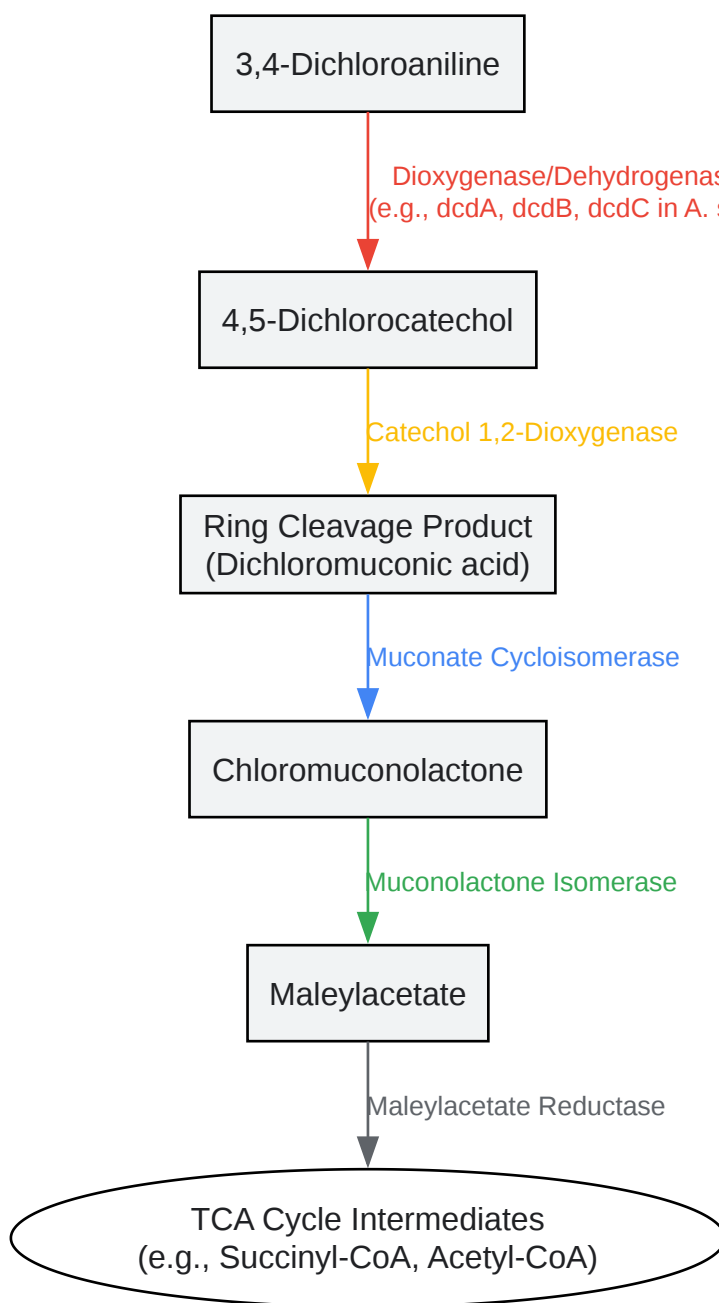 3,4-Dichloroaniline
Dioxygenase/Dehydrogenas
(e.g., dcdA, dcdB, dcdC in A. s
4,5-Dichlorocatechol
Catechol 1,2-Dioxygenase
Ring Cleavage Product
(Dichloromuconic acid)
Muconate Cycloisomerase
Chloromuconolactone
Muconolactone Isomerase
Maleylacetate
Maleylacetate Reductase
TCA Cycle Intermediates
(e.g., Succinyl-CoA, Acetyl-CoA)